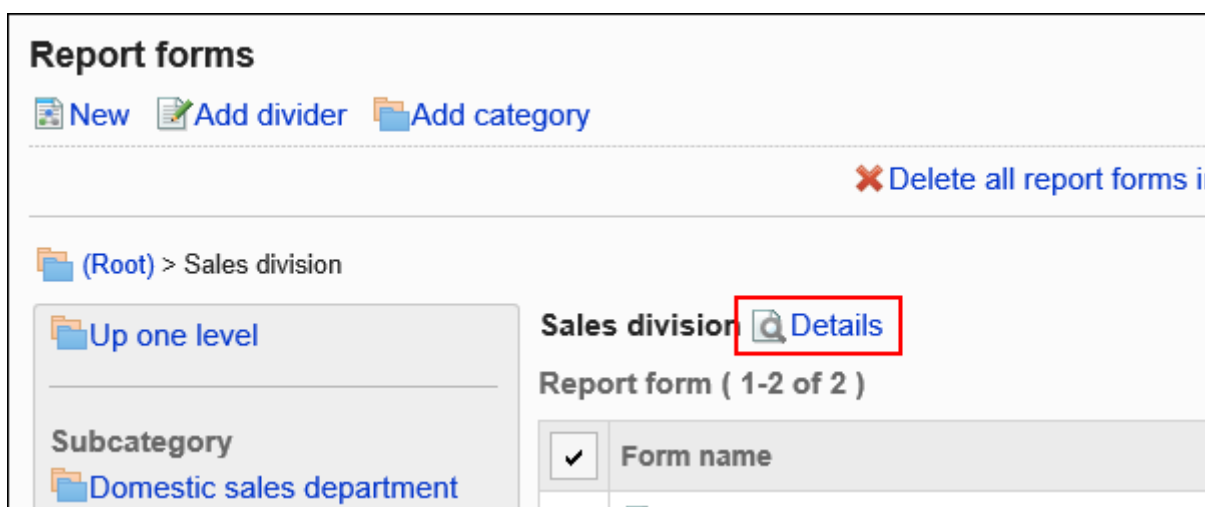 Report forms
New Add divider Add category
Delete all report forms
(Root) > Sales division
Up one level
Sales division Details
Report form ( 1-2 of 2 )
Subcategory
Form name
Domestic sales department